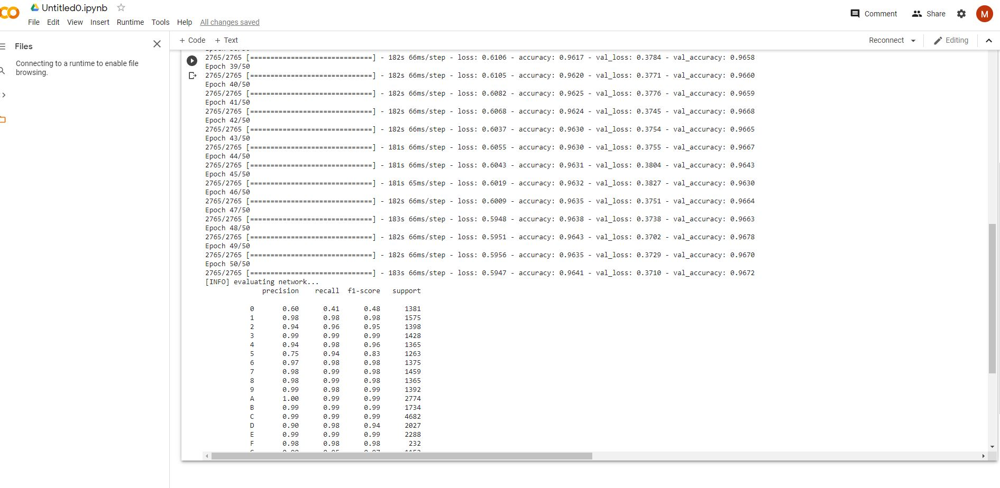 Untitled0.ipynb
File Edit View Insert Runtime Tools Help All changes saved
Comment Share M
Files
Connecting to a runtime to enable file
browsing.
+ Code + Text
Reconnect Editing
2765/2765 [==============================] - 182s 66ms/step - loss: 0.6106 - accuracy: 0.9617 - val_loss: 0.3784 - val_accuracy: 0.9658
Epoch 39/50
2765/2765 [==============================] - 182s 66ms/step - loss: 0.6105 - accuracy: 0.9620 - val_loss: 0.3771 - val_accuracy: 0.9660
Epoch 40/50
2765/2765 [==============================] - 182s 66ms/step - loss: 0.6082 - accuracy: 0.9625 - val_loss: 0.3776 - val_accuracy: 0.9659
Epoch 41/50
2765/2765 [==============================] - 182s 66ms/step - loss: 0.6068 - accuracy: 0.9624 - val_loss: 0.3745 - val_accuracy: 0.9668
Epoch 42/50
2765/2765 [==============================] - 182s 66ms/step - loss: 0.6037 - accuracy: 0.9630 - val_loss: 0.3754 - val_accuracy: 0.9665
Epoch 43/50
2765/2765 [==============================] - 181s 66ms/step - loss: 0.6055 - accuracy: 0.9630 - val_loss: 0.3755 - val_accuracy: 0.9667
Epoch 44/50
2765/2765 [==============================] - 181s 66ms/step - loss: 0.6043 - accuracy: 0.9631 - val_loss: 0.3804 - val_accuracy: 0.9643
Epoch 45/50
2765/2765 [==============================] - 181s 65ms/step - loss: 0.6019 - accuracy: 0.9632 - val_loss: 0.3827 - val_accuracy: 0.9630
Epoch 46/50
2765/2765 [==============================] - 182s 66ms/step - loss: 0.6009 - accuracy: 0.9635 - val_loss: 0.3751 - val_accuracy: 0.9664
Epoch 47/50
2765/2765 [==============================] - 183s 66ms/step - loss: 0.5948 - accuracy: 0.9638 - val_loss: 0.3738 - val_accuracy: 0.9663
Epoch 48/50
2765/2765 [==============================] - 182s 66ms/step - loss: 0.5951 - accuracy: 0.9643 - val_loss: 0.3702 - val_accuracy: 0.9678
Epoch 49/50
2765/2765 [==============================] - 182s 66ms/step - loss: 0.5956 - accuracy: 0.9635 - val_loss: 0.3729 - val_accuracy: 0.9670
Epoch 50/50
2765/2765 [==============================] - 183s 66ms/step - loss: 0.5947 - accuracy: 0.9641 - val_loss: 0.3710 - val_accuracy: 0.9672
[INFO] evaluating network...
precision recall f1-score support
0 0.60 0.41 0.48 1381
1 0.98 0.98 0.98 1575
2 0.94 0.96 0.95 1398
3 0.99 0.99 0.99 1428
4 0.94 0.98 0.96 1365
5 0.75 0.94 0.83 1263
6 0.97 0.98 0.98 1375
7 0.98 0.99 0.98 1459
8 0.98 0.99 0.98 1365
9 0.99 0.98 0.99 1392
A 1.00 0.99 0.99 2774
B 0.99 0.99 0.99 1734
C 0.99 0.99 0.99 4682
D 0.90 0.98 0.94 2027
E 0.99 0.99 0.99 2288
F 0.98 0.98 0.98 232